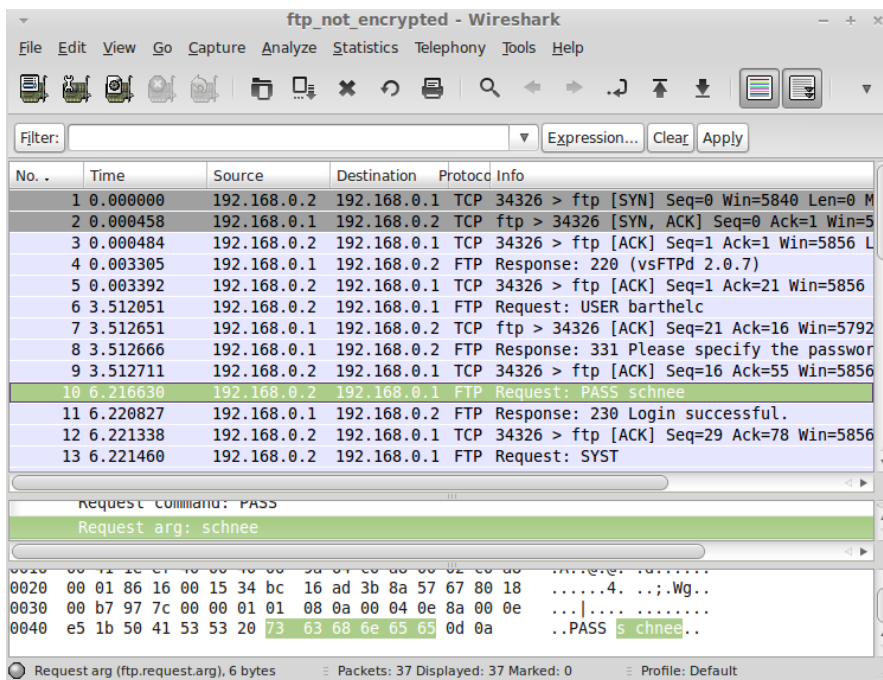 ftp_not_encrypted - Wireshark
File Edit View Go Capture Analyze Statistics Telephony Tools Help
Filter: Expression... Clear Apply
No. . Time Source Destination Protoco Info
1 0.000000 192.168.0.2 192.168.0.1 TCP 34326 > ftp [SYN] Seq=0 Win=5840 Len=0 M
2 0.000458 192.168.0.1 192.168.0.2 TCP ftp > 34326 [SYN, ACK] Seq=0 Ack=1 Win=5
3 0.000484 192.168.0.2 192.168.0.1 TCP 34326 > ftp [ACK] Seq=1 Ack=1 Win=5856 L
4 0.003305 192.168.0.1 192.168.0.2 FTP Response: 220 (vsFTPd 2.0.7)
5 0.003392 192.168.0.2 192.168.0.1 TCP 34326 > ftp [ACK] Seq=1 Ack=21 Win=5856
6 3.512051 192.168.0.2 192.168.0.1 FTP Request: USER barthelc
7 3.512651 192.168.0.1 192.168.0.2 TCP ftp > 34326 [ACK] Seq=21 Ack=16 Win=5792
8 3.512666 192.168.0.1 192.168.0.2 FTP Response: 331 Please specify the passwor
9 3.512711 192.168.0.2 192.168.0.1 TCP 34326 > ftp [ACK] Seq=16 Ack=55 Win=5856
10 6.216630 192.168.0.2 192.168.0.1 FTP Request: PASS schnee
11 6.220827 192.168.0.1 192.168.0.2 FTP Response: 230 Login successful.
12 6.221338 192.168.0.2 192.168.0.1 TCP 34326 > ftp [ACK] Seq=29 Ack=78 Win=5856
13 6.221460 192.168.0.2 192.168.0.1 FTP Request: SYST
Request command: PASS
Request arg: schnee
0020 00 01 86 16 00 15 34 bc 16 ad 3b 8a 57 67 80 18 ......4. ..;.Wg..
0030 00 b7 97 7c 00 00 01 01 08 0a 00 04 0e 8a 00 0e ...|.... ........
0040 e5 1b 50 41 53 53 20 73 63 68 6e 65 65 0d 0a ..PASS s chnee..
Request arg (ftp.request.arg), 6 bytes Packets: 37 Displayed: 37 Marked: 0 Profile: Default